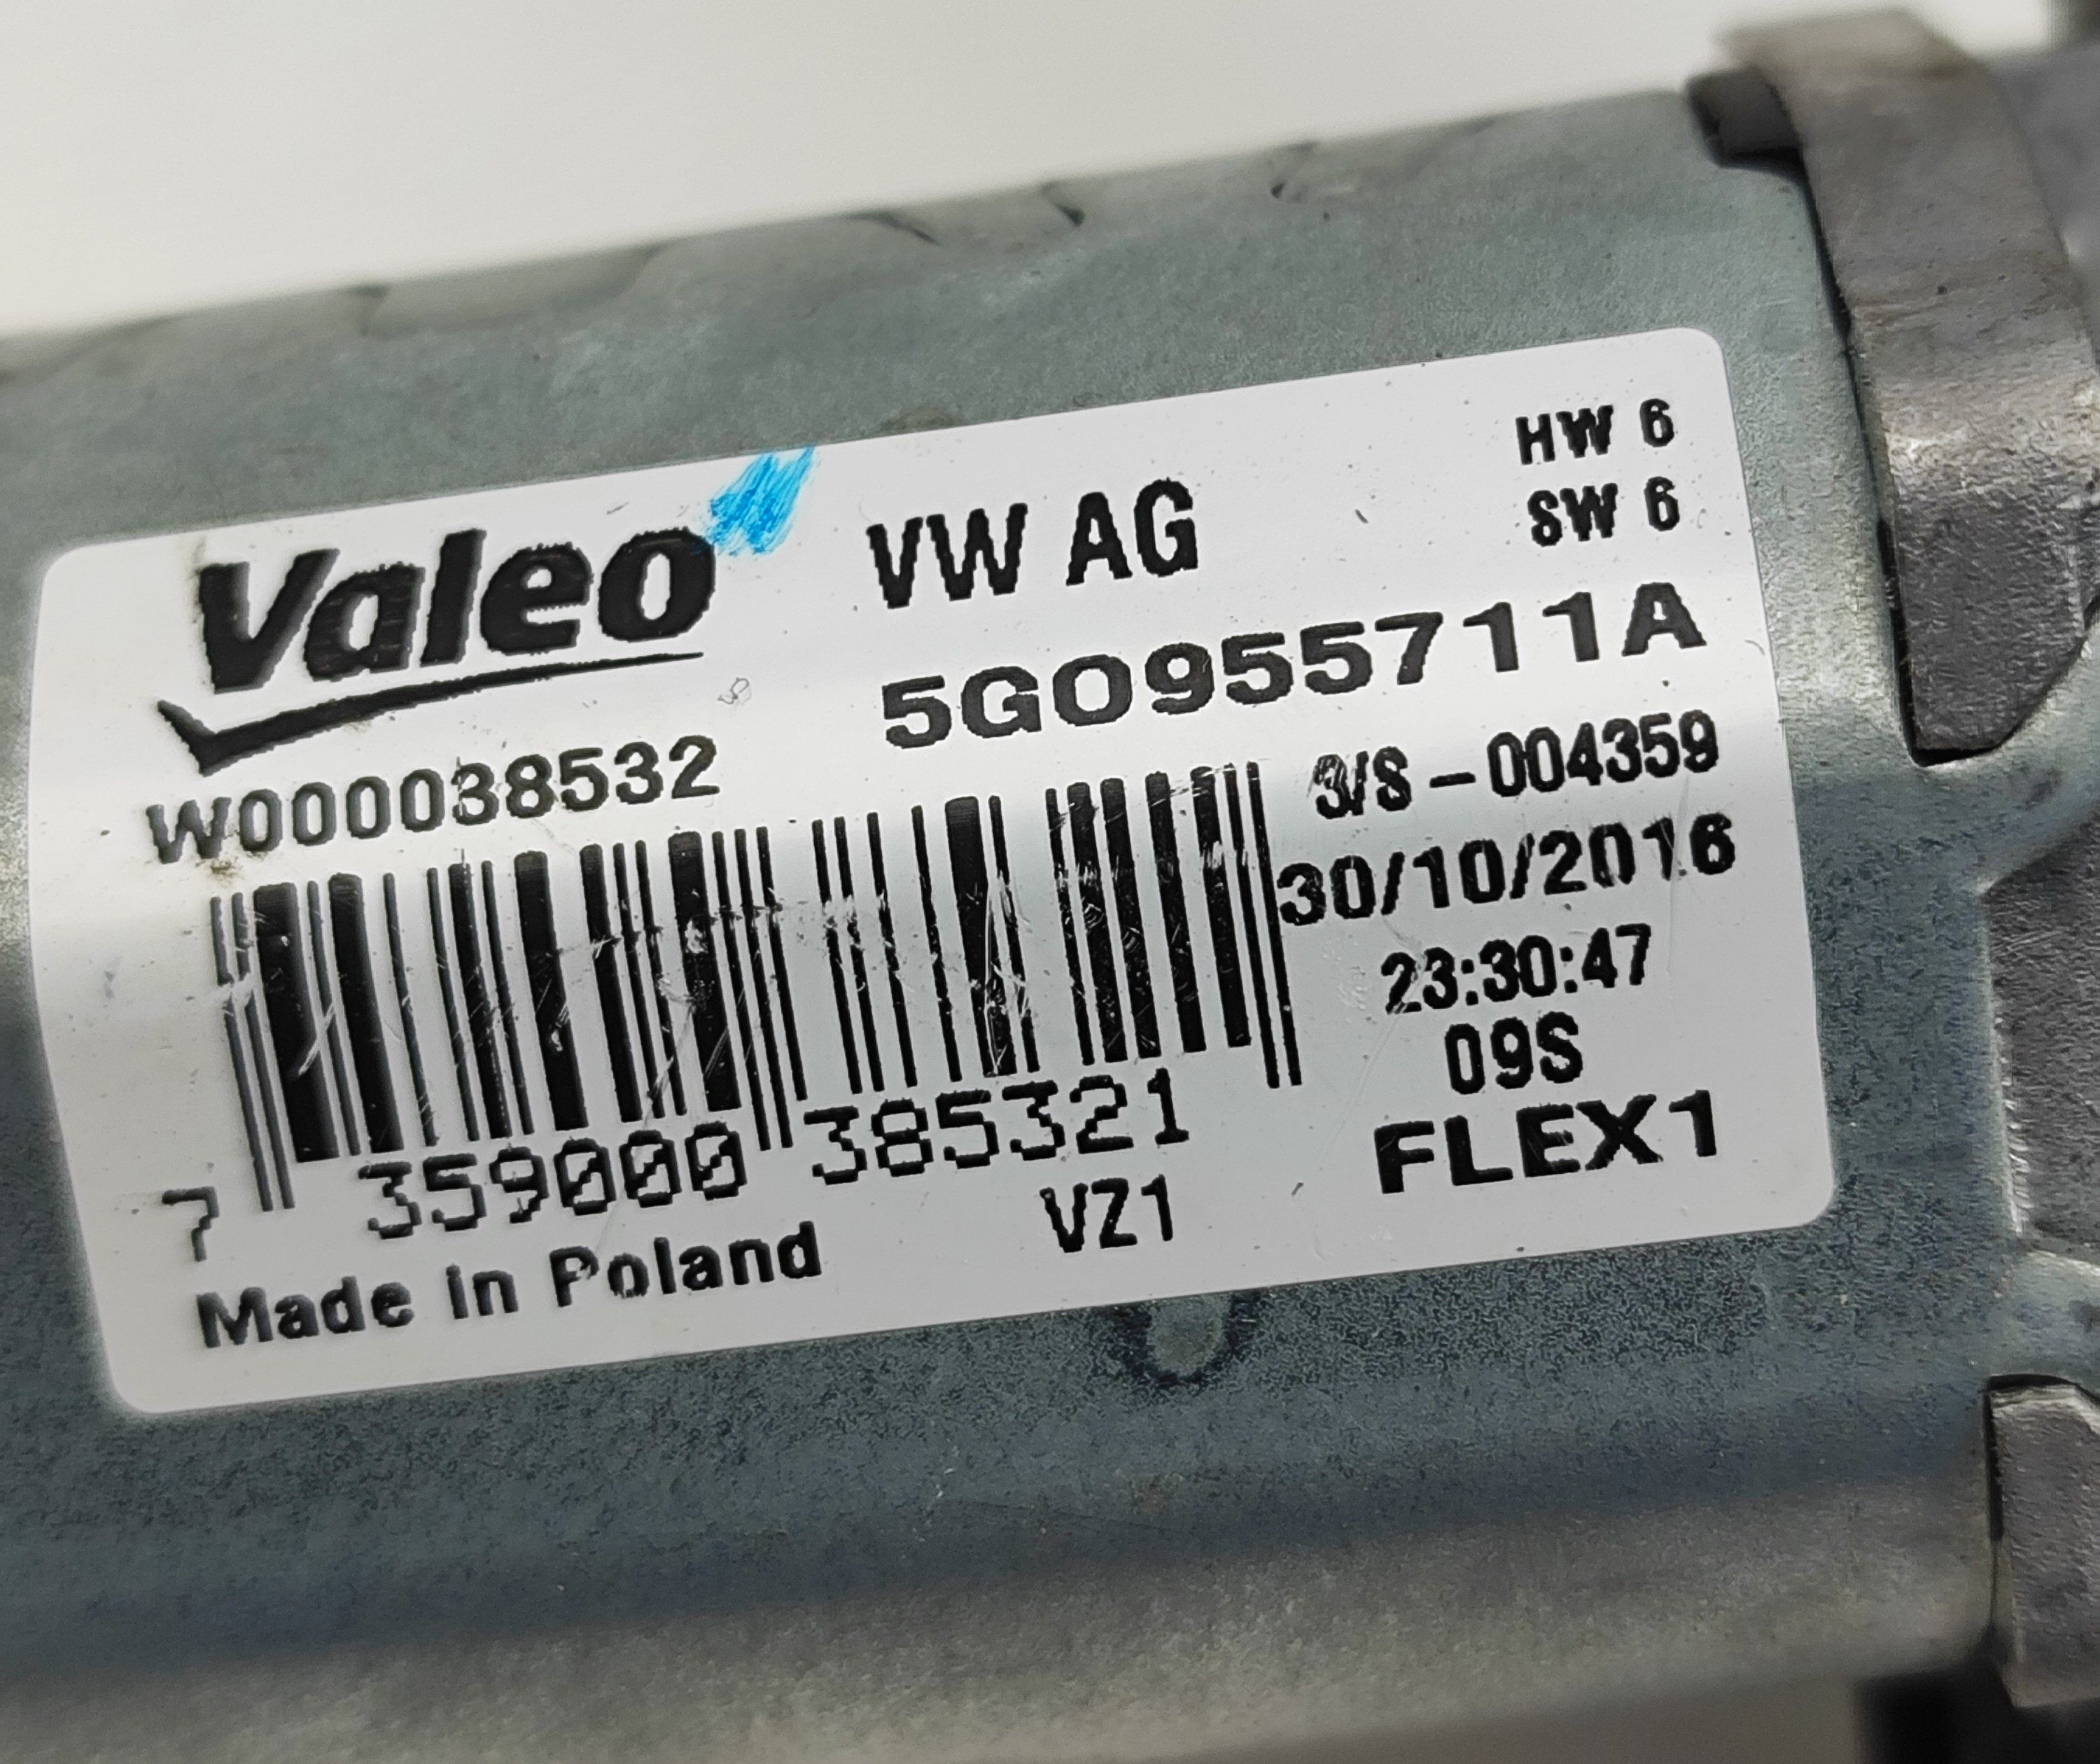 Valeo
VW AG
HW 6
SW 6
5G0955711A
W000038532
3/S-004359
30/10/2016
23:30:47
09S
FLEX1
7 359000 385321
VZ1
Made in Poland